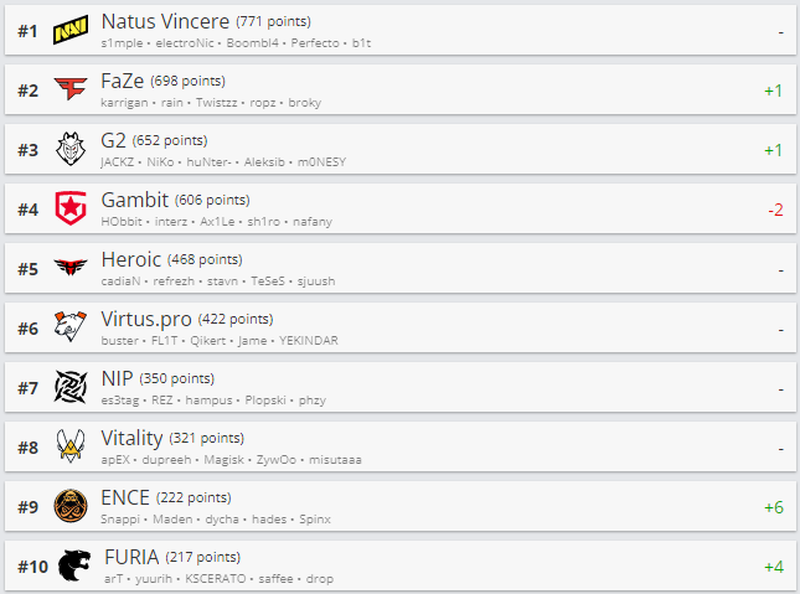 #1 Natus Vincere (771 points) -
s1mple • electroNic • Boombl4 • Perfecto • b1t
#2 FaZe (698 points) +1
karrigan • rain • Twistzz • ropz • broky
#3 G2 (652 points) +1
JACKZ • NiKo • huNter- • Aleksib • m0NESY
#4 Gambit (606 points) -2
HObbit • interz • Ax1Le • sh1ro • nafany
#5 Heroic (468 points) -
cadiaN • refrezh • stavn • TeSeS • sjuush
#6 Virtus.pro (422 points) -
buster • FL1T • Qikert • Jame • YEKINDAR
#7 NIP (350 points) -
es3tag • REZ • hampus • Plopski • phzy
#8 Vitality (321 points) -
apEX • dupreeh • Magisk • ZywOo • misutaaa
#9 ENCE (222 points) +6
Snappi • Maden • dycha • hades • Spinx
#10 FURIA (217 points) +4
arT • yuurih • KSCERATO • saffee • drop